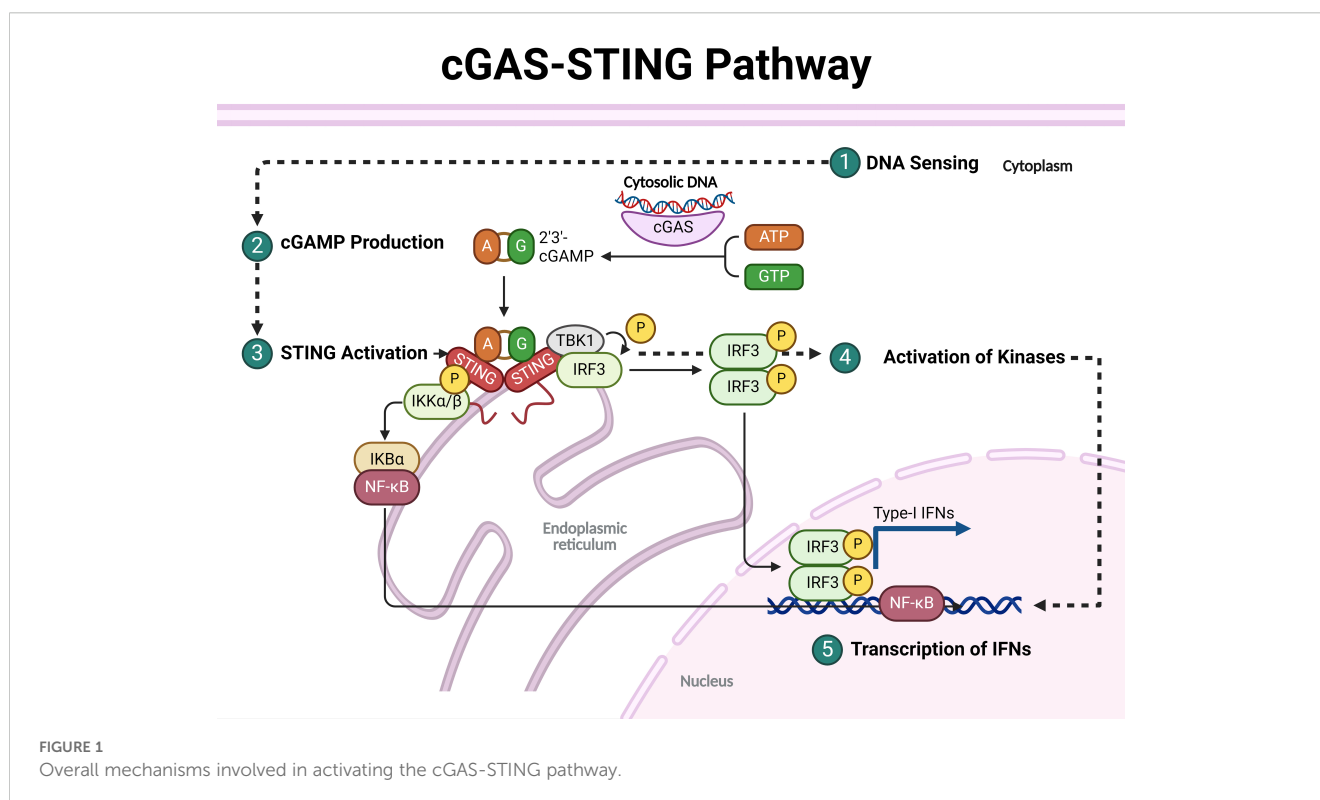 cGAS-STING Pathway
1 DNA Sensing
Cytoplasm
Cytosolic DNA
cGAS
ATP
GTP
2 cGAMP Production
A G
2'3'-
cGAMP
3 STING Activation
A G
STING
STING
TBK1
P
IRF3
P
IKKα/β
IRF3 P
IRF3 P
4 Activation of Kinases
IKBα
NF-κB
Endoplasmic
reticulum
Type-I IFNs
IRF3 P
IRF3 P
NF-κB
5 Transcription of IFNs
Nucleus
FIGURE 1
Overall mechanisms involved in activating the cGAS-STING pathway.